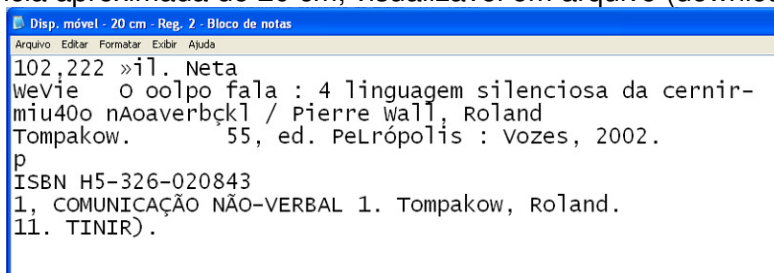 Disp. móvel - 20 cm - Reg. 2 - Bloco de notas
Arquivo Editar Formatar Exibir Ajuda
102,222 »il. Neta
WeVie O oolpo fala : 4 linguagem silenciosa da cernir-
miu40o nAoaverbçkl / Pierre Wall, Roland
Tompakow. 55, ed. PeLrópolis : Vozes, 2002.
p
ISBN H5-326-020843
1, COMUNICAÇÃO NÃO-VERBAL 1. Tompakow, Roland.
11. TINIR).